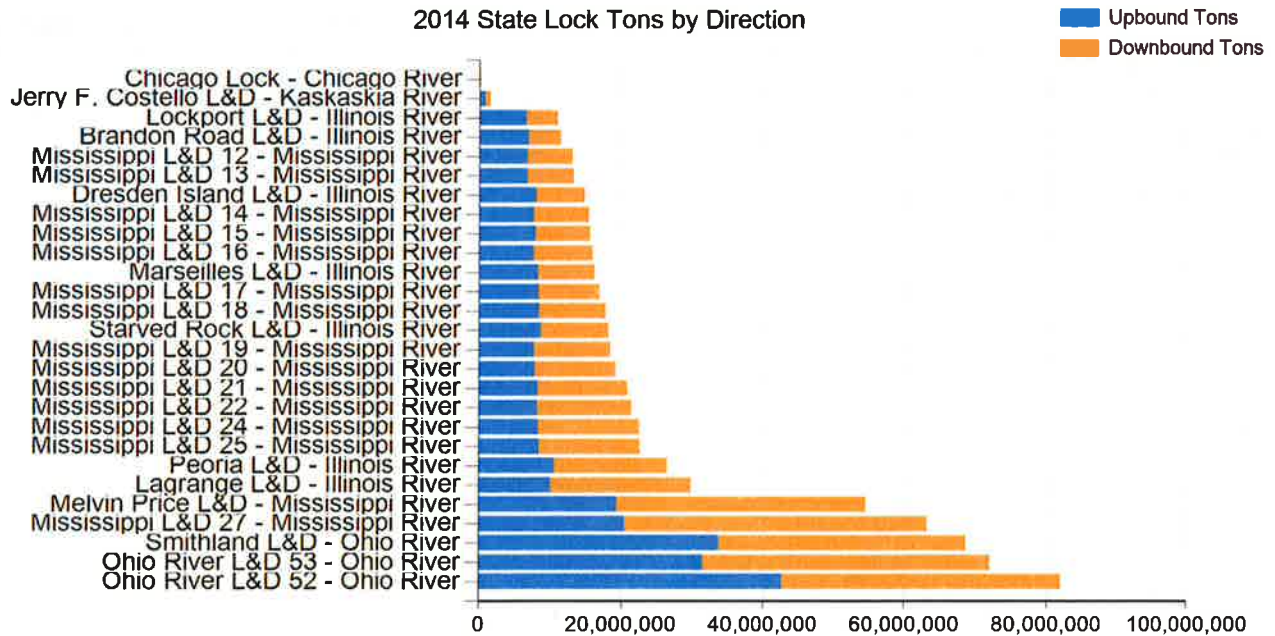 2014 State Lock Tons by Direction
Upbound Tons
Downbound Tons
Chicago Lock - Chicago River
Jerry F. Costello L&D - Kaskaskia River
Lockport L&D - Illinois River
Brandon Road L&D - Illinois River
Mississippi L&D 12 - Mississippi River
Mississippi L&D 13 - Mississippi River
Dresden Island L&D - Illinois River
Mississippi L&D 14 - Mississippi River
Mississippi L&D 15 - Mississippi River
Mississippi L&D 16 - Mississippi River
Marseilles L&D - Illinois River
Mississippi L&D 17 - Mississippi River
Mississippi L&D 18 - Mississippi River
Starved Rock L&D - Illinois River
Mississippi L&D 19 - Mississippi River
Mississippi L&D 20 - Mississippi River
Mississippi L&D 21 - Mississippi River
Mississippi L&D 22 - Mississippi River
Mississippi L&D 24 - Mississippi River
Mississippi L&D 25 - Mississippi River
Peoria L&D - Illinois River
Lagrange L&D - Illinois River
Melvin Price L&D - Mississippi River
Mississippi L&D 27 - Mississippi River
Smithland L&D - Ohio River
Ohio River L&D 53 - Ohio River
Ohio River L&D 52 - Ohio River
0 20,000,000 40,000,000 60,000,000 80,000,000 100,000,000